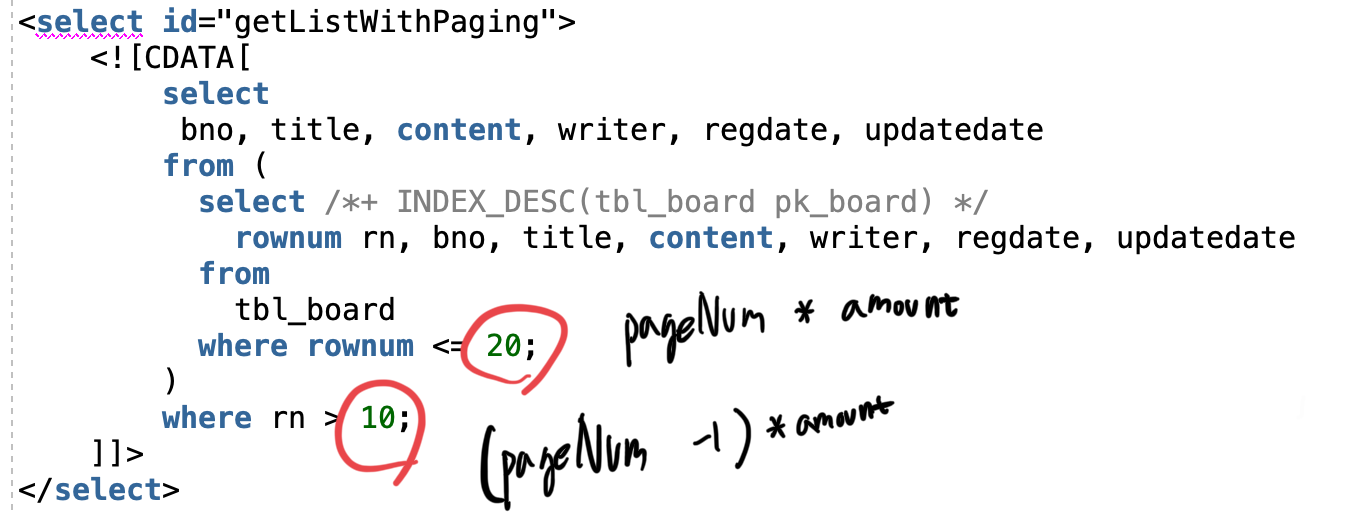 <select id="getListWithPaging">
<![CDATA[
select
bno, title, content, writer, regdate, updatedate
from (
select /*+ INDEX_DESC(tbl_board pk_board) */
rownum rn, bno, title, content, writer, regdate, updatedate
from
tbl_board
where rownum <= 20; pageNum * amount
)
where rn > 10; (pageNum -1) * amount
]]>
</select>